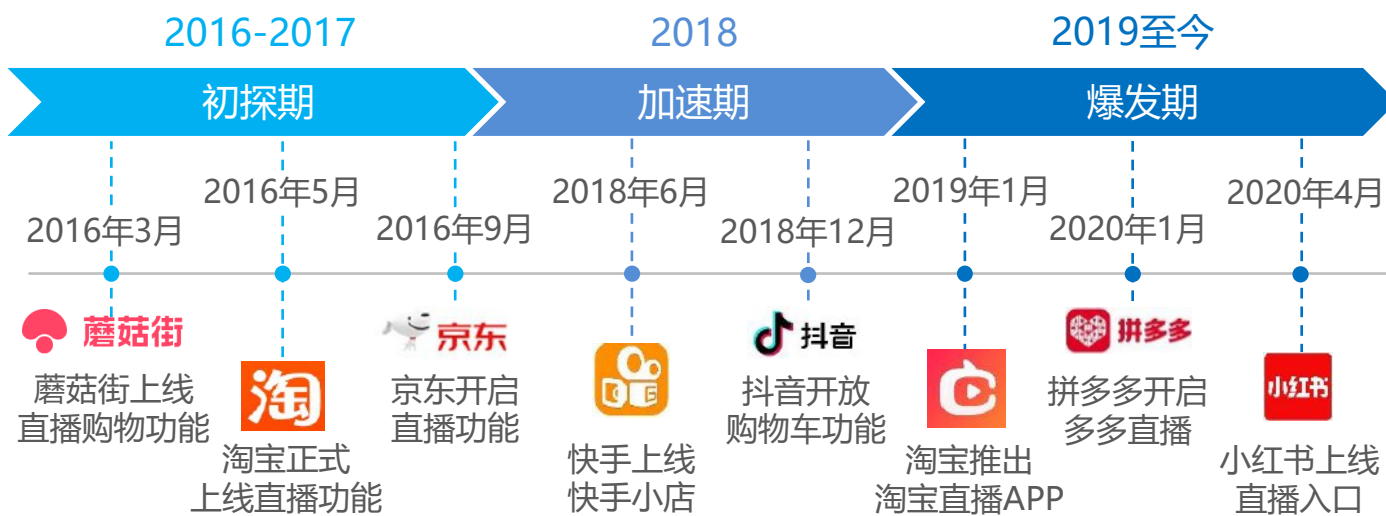 2016-2017
2018
2019至今
初探期
加速期
爆发期
2016年3月
2016年5月
2016年9月
2018年6月
2018年12月
2019年1月
2020年1月
2020年4月
蘑菇街
蘑菇街上线
直播购物功能
淘
淘宝正式
上线直播功能
京东
京东开启
直播功能
快手上线
快手小店
抖音
抖音开放
购物车功能
淘宝推出
淘宝直播APP
拼多多
拼多多开启
多多直播
小红书
小红书上线
直播入口